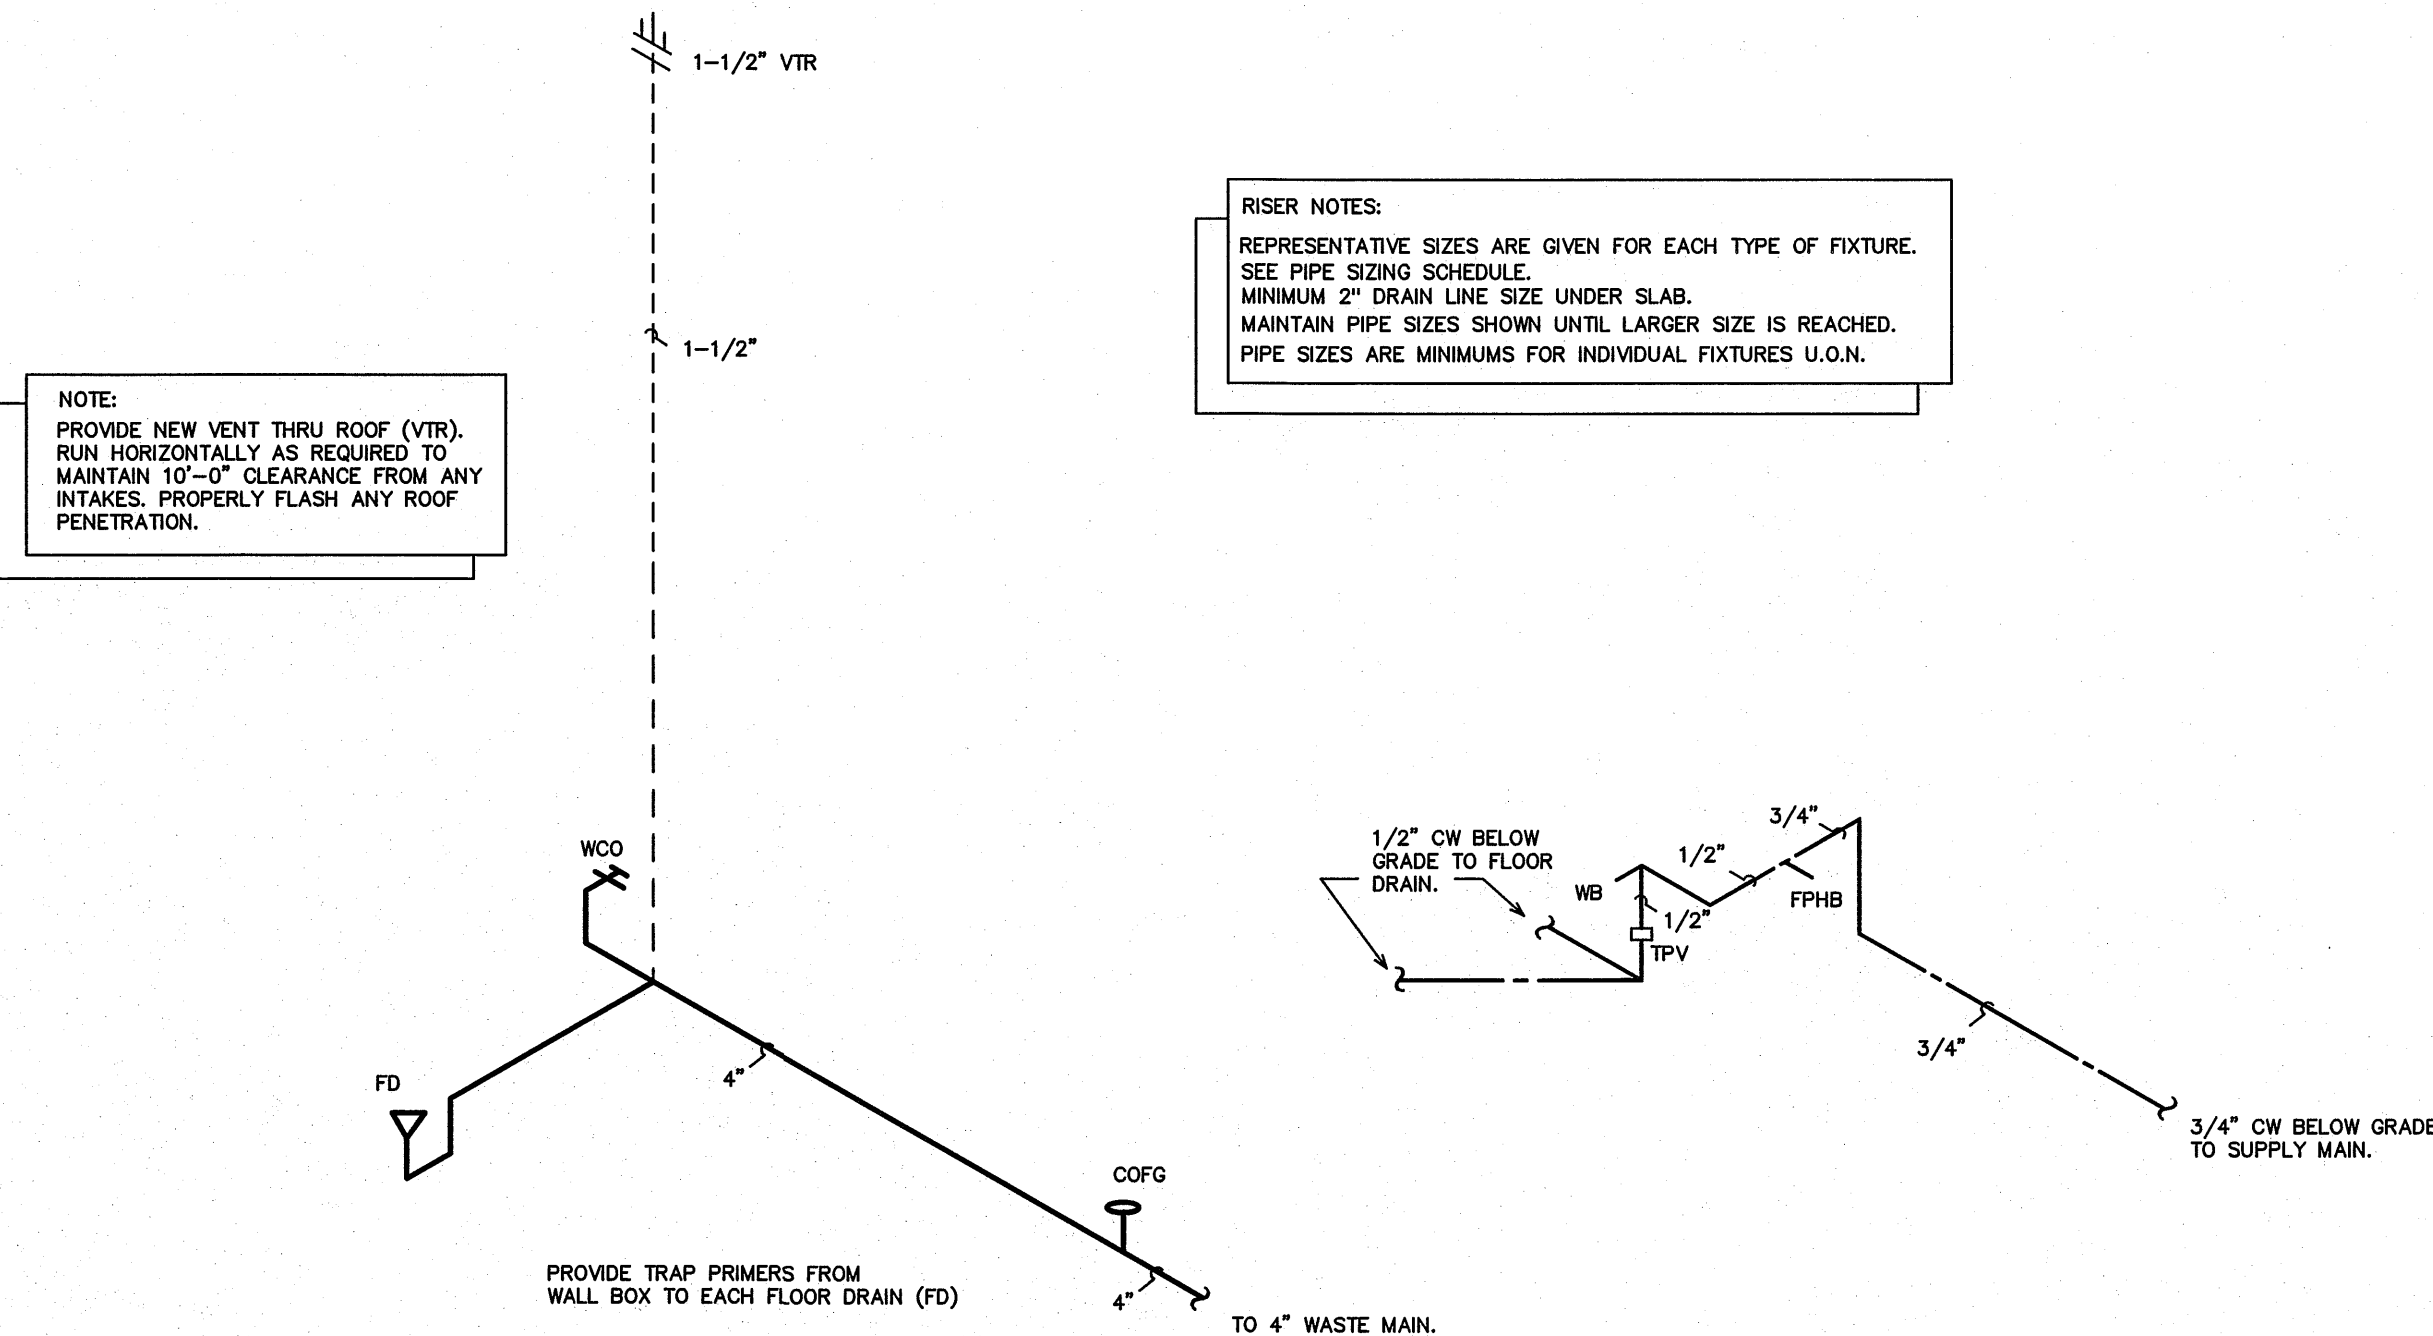 1-1/2" VTR
1-1/2"
NOTE:
PROVIDE NEW VENT THRU ROOF (VTR).
RUN HORIZONTALLY AS REQUIRED TO
MAINTAIN 10'-0" CLEARANCE FROM ANY
INTAKES. PROPERLY FLASH ANY ROOF
PENETRATION.
WCO
FD
4"
COFG
4"
TO 4" WASTE MAIN.
PROVIDE TRAP PRIMERS FROM
WALL BOX TO EACH FLOOR DRAIN (FD)
RISER NOTES:
REPRESENTATIVE SIZES ARE GIVEN FOR EACH TYPE OF FIXTURE.
SEE PIPE SIZING SCHEDULE.
MINIMUM 2" DRAIN LINE SIZE UNDER SLAB.
MAINTAIN PIPE SIZES SHOWN UNTIL LARGER SIZE IS REACHED.
PIPE SIZES ARE MINIMUMS FOR INDIVIDUAL FIXTURES U.O.N.
1/2" CW BELOW
GRADE TO FLOOR
DRAIN.
WB
1/2"
TPV
1/2"
3/4"
FPHB
3/4"
3/4" CW BELOW GRADE
TO SUPPLY MAIN.